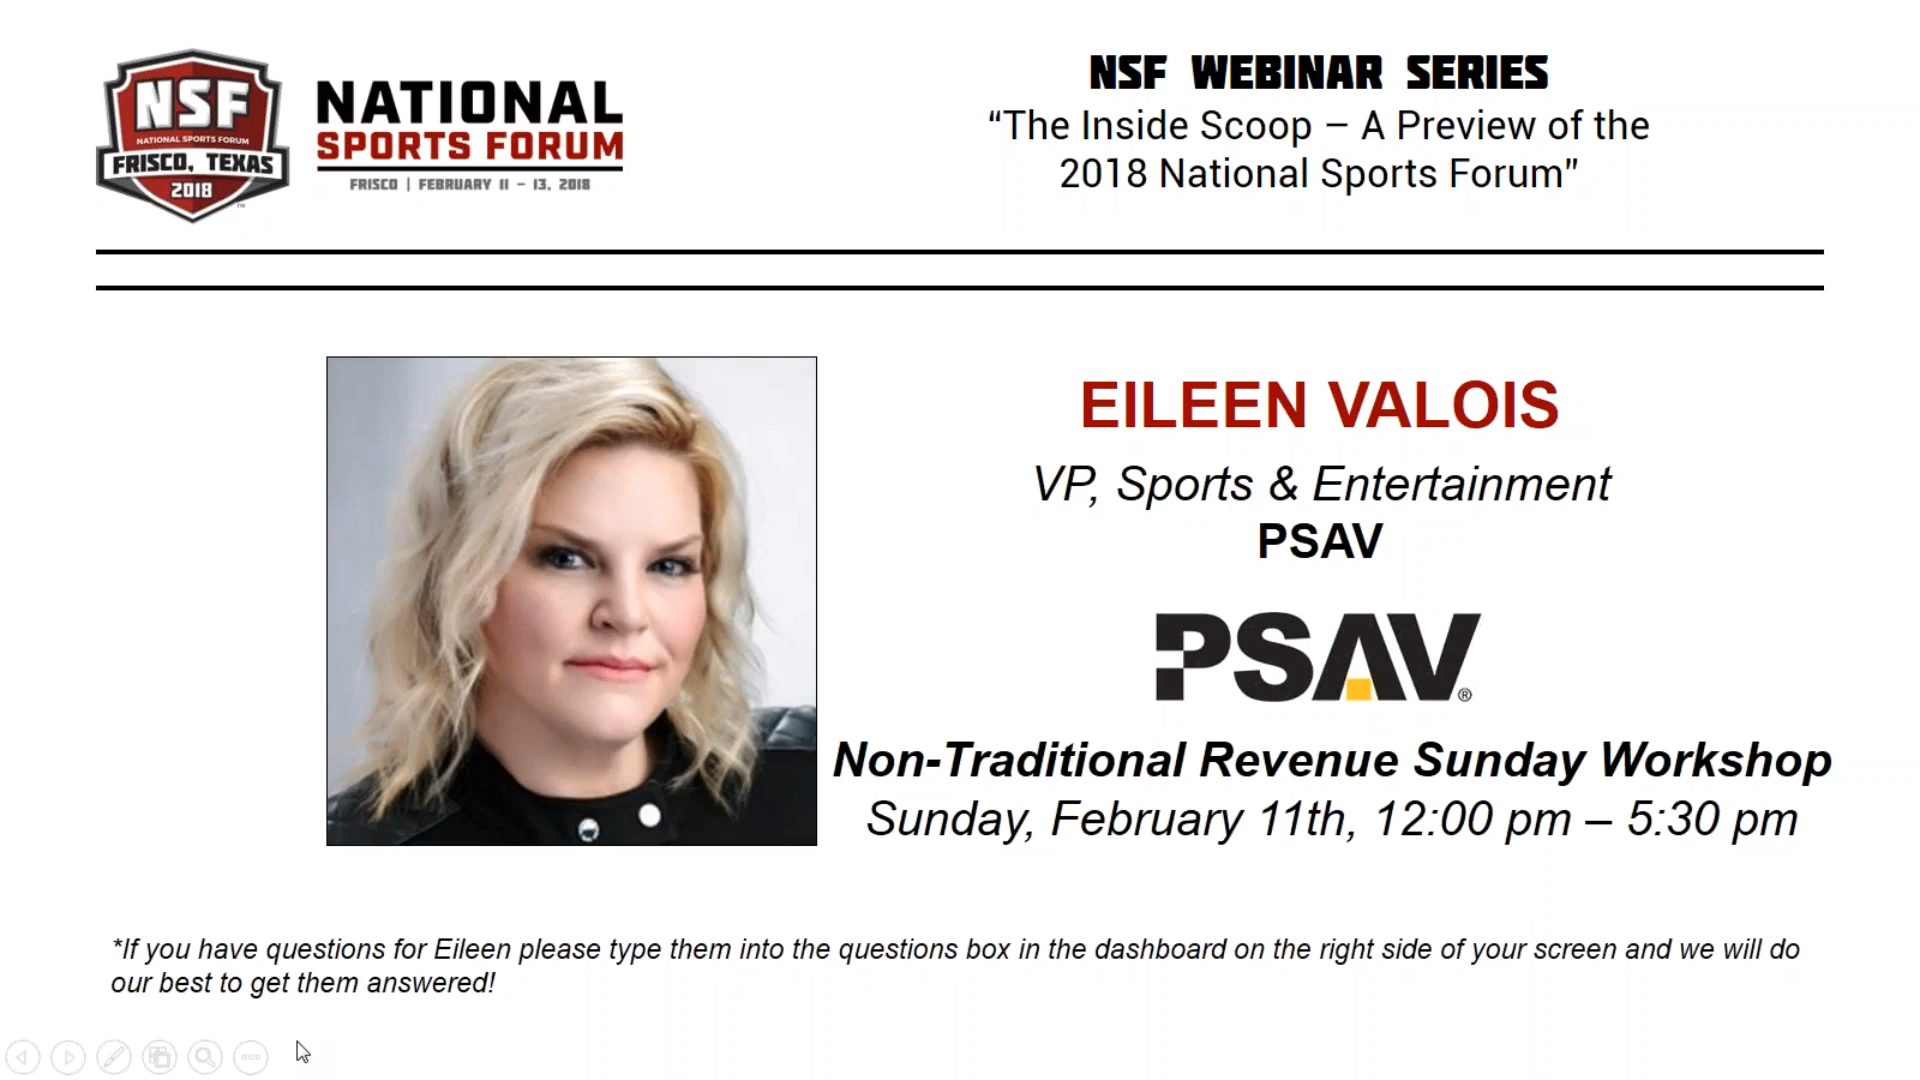 NSF
NATIONAL SPORTS FORUM
FRISCO, TEXAS
2018
™
NATIONAL
SPORTS FORUM
FRISCO | FEBRUARY 11 – 13, 2018
NSF WEBINAR SERIES
“The Inside Scoop – A Preview of the
2018 National Sports Forum”
EILEEN VALOIS
VP, Sports & Entertainment
PSAV
PSAV®
Non-Traditional Revenue Sunday Workshop
Sunday, February 11th, 12:00 pm – 5:30 pm
*If you have questions for Eileen please type them into the questions box in the dashboard on the right side of your screen and we will do
our best to get them answered!